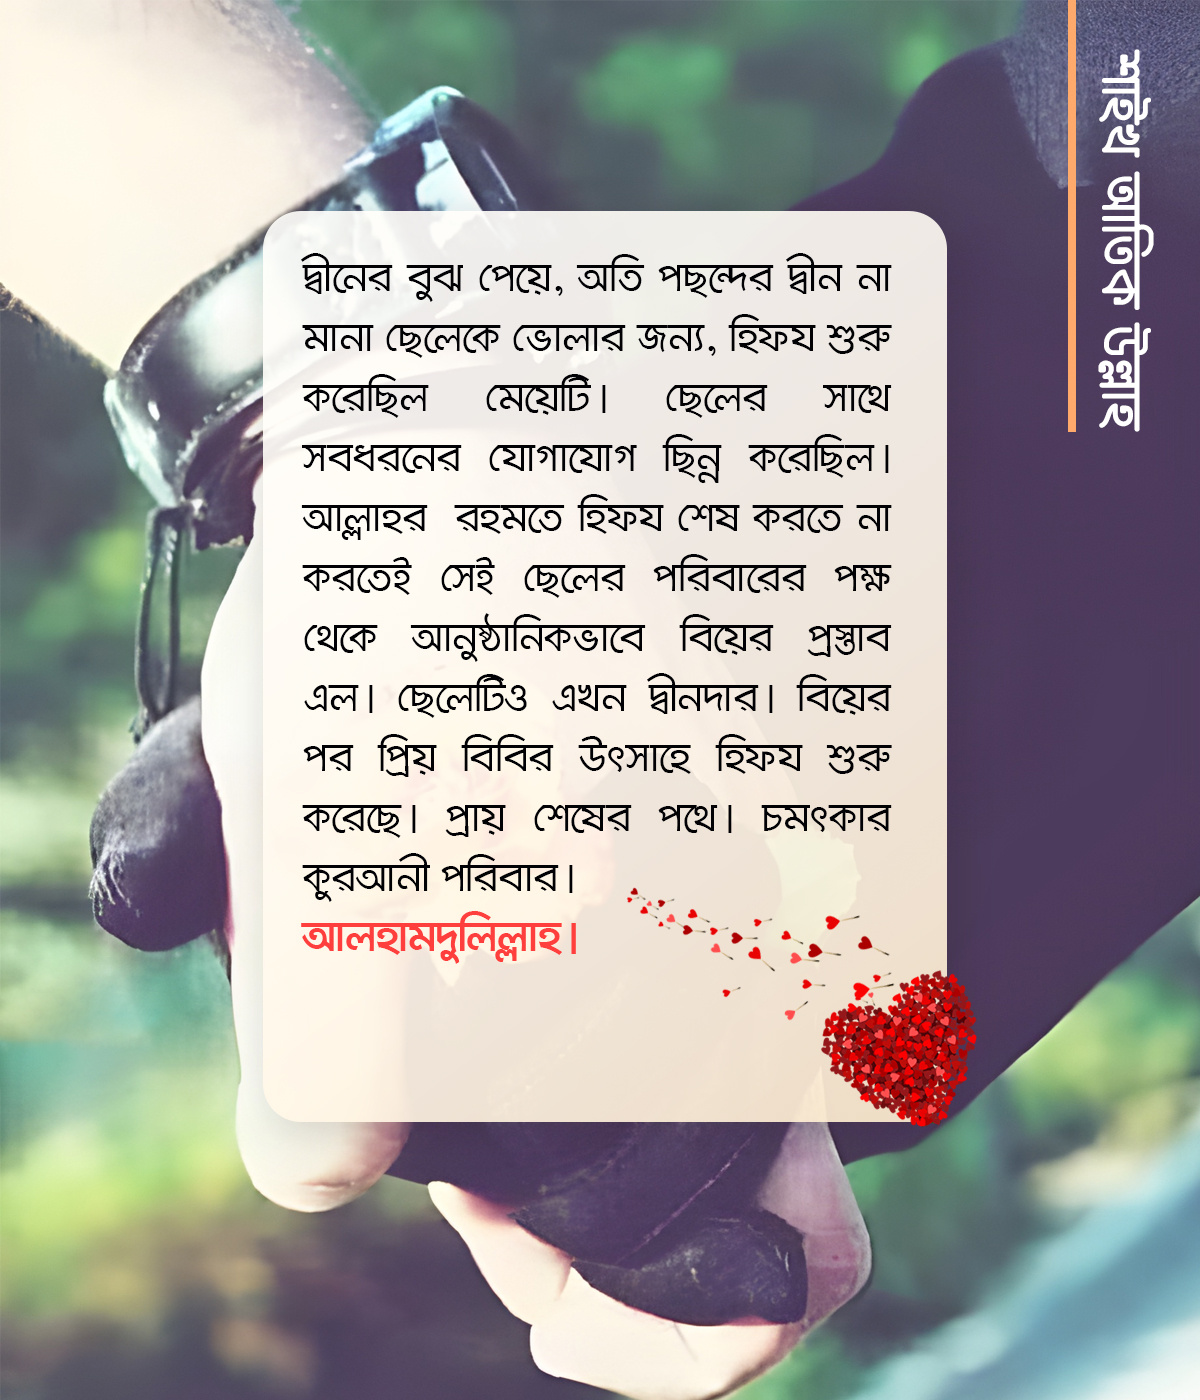 দ্বীনের বুঝ পেয়ে, অতি পছন্দের দ্বীন না
মানা ছেলেকে ভোলার জন্য, হিফয শুরু
করেছিল মেয়েটি। ছেলের সাথে
সবধরনের যোগাযোগ ছিন্ন করেছিল।
আল্লাহর রহমতে হিফয শেষ করতে না
করতেই সেই ছেলের পরিবারের পক্ষ
থেকে আনুষ্ঠানিকভাবে বিয়ের প্রস্তাব
এল। ছেলেটিও এখন দ্বীনদার। বিয়ের
পর প্রিয় বিবির উৎসাহে হিফয শুরু
করেছে। প্রায় শেষের পথে। চমৎকার
কুরআনী পরিবার।
আলহামদুলিল্লাহ।
শাইখ আতিক উল্লাহ